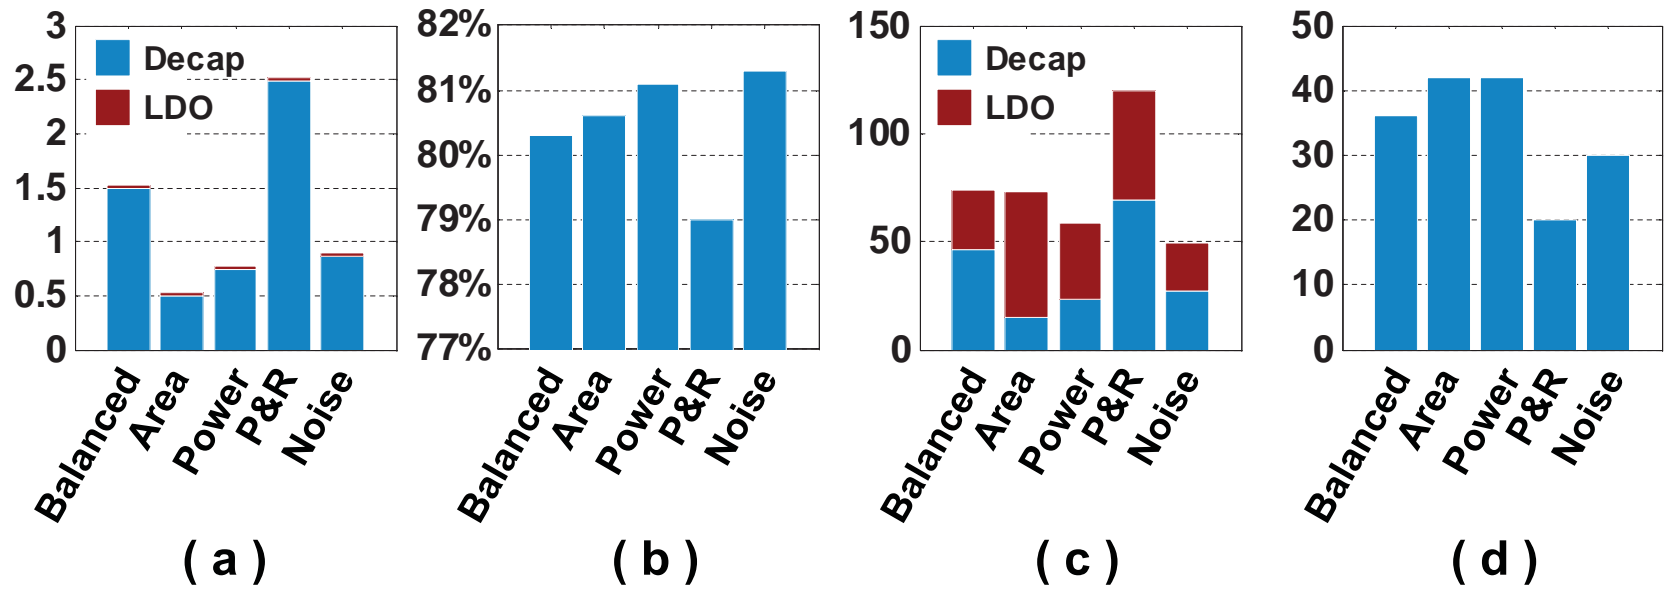 3
2.5
2
1.5
1
0.5
0
Decap
LDO
Balanced
Area
Power
P&R
Noise
( a )
82%
81%
80%
79%
78%
77%
Balanced
Area
Power
P&R
Noise
( b )
150
100
50
0
Decap
LDO
Balanced
Area
Power
P&R
Noise
( c )
50
40
30
20
10
0
Balanced
Area
Power
P&R
Noise
( d )